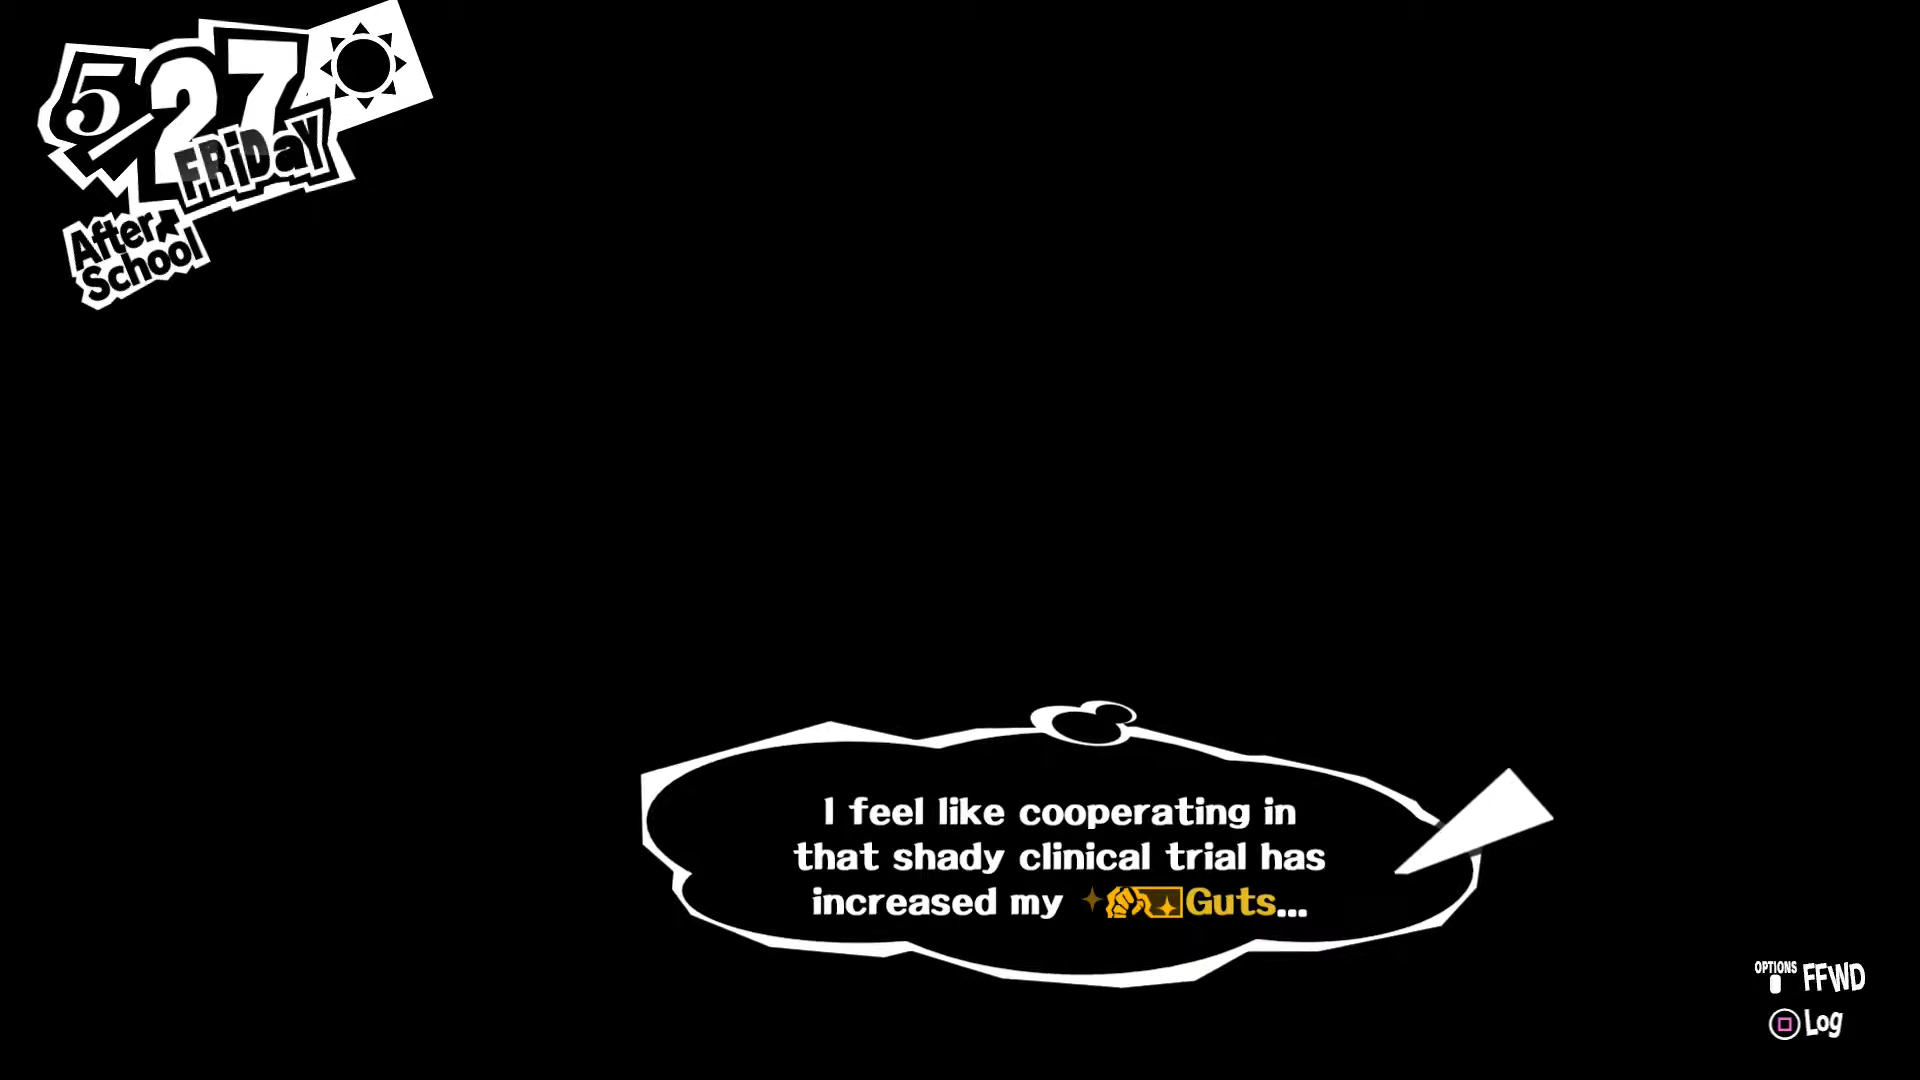 5/27
FRiDaY
After
School
I feel like cooperating in
that shady clinical trial has
increased my Guts...
OPTIONS FFWD
Log